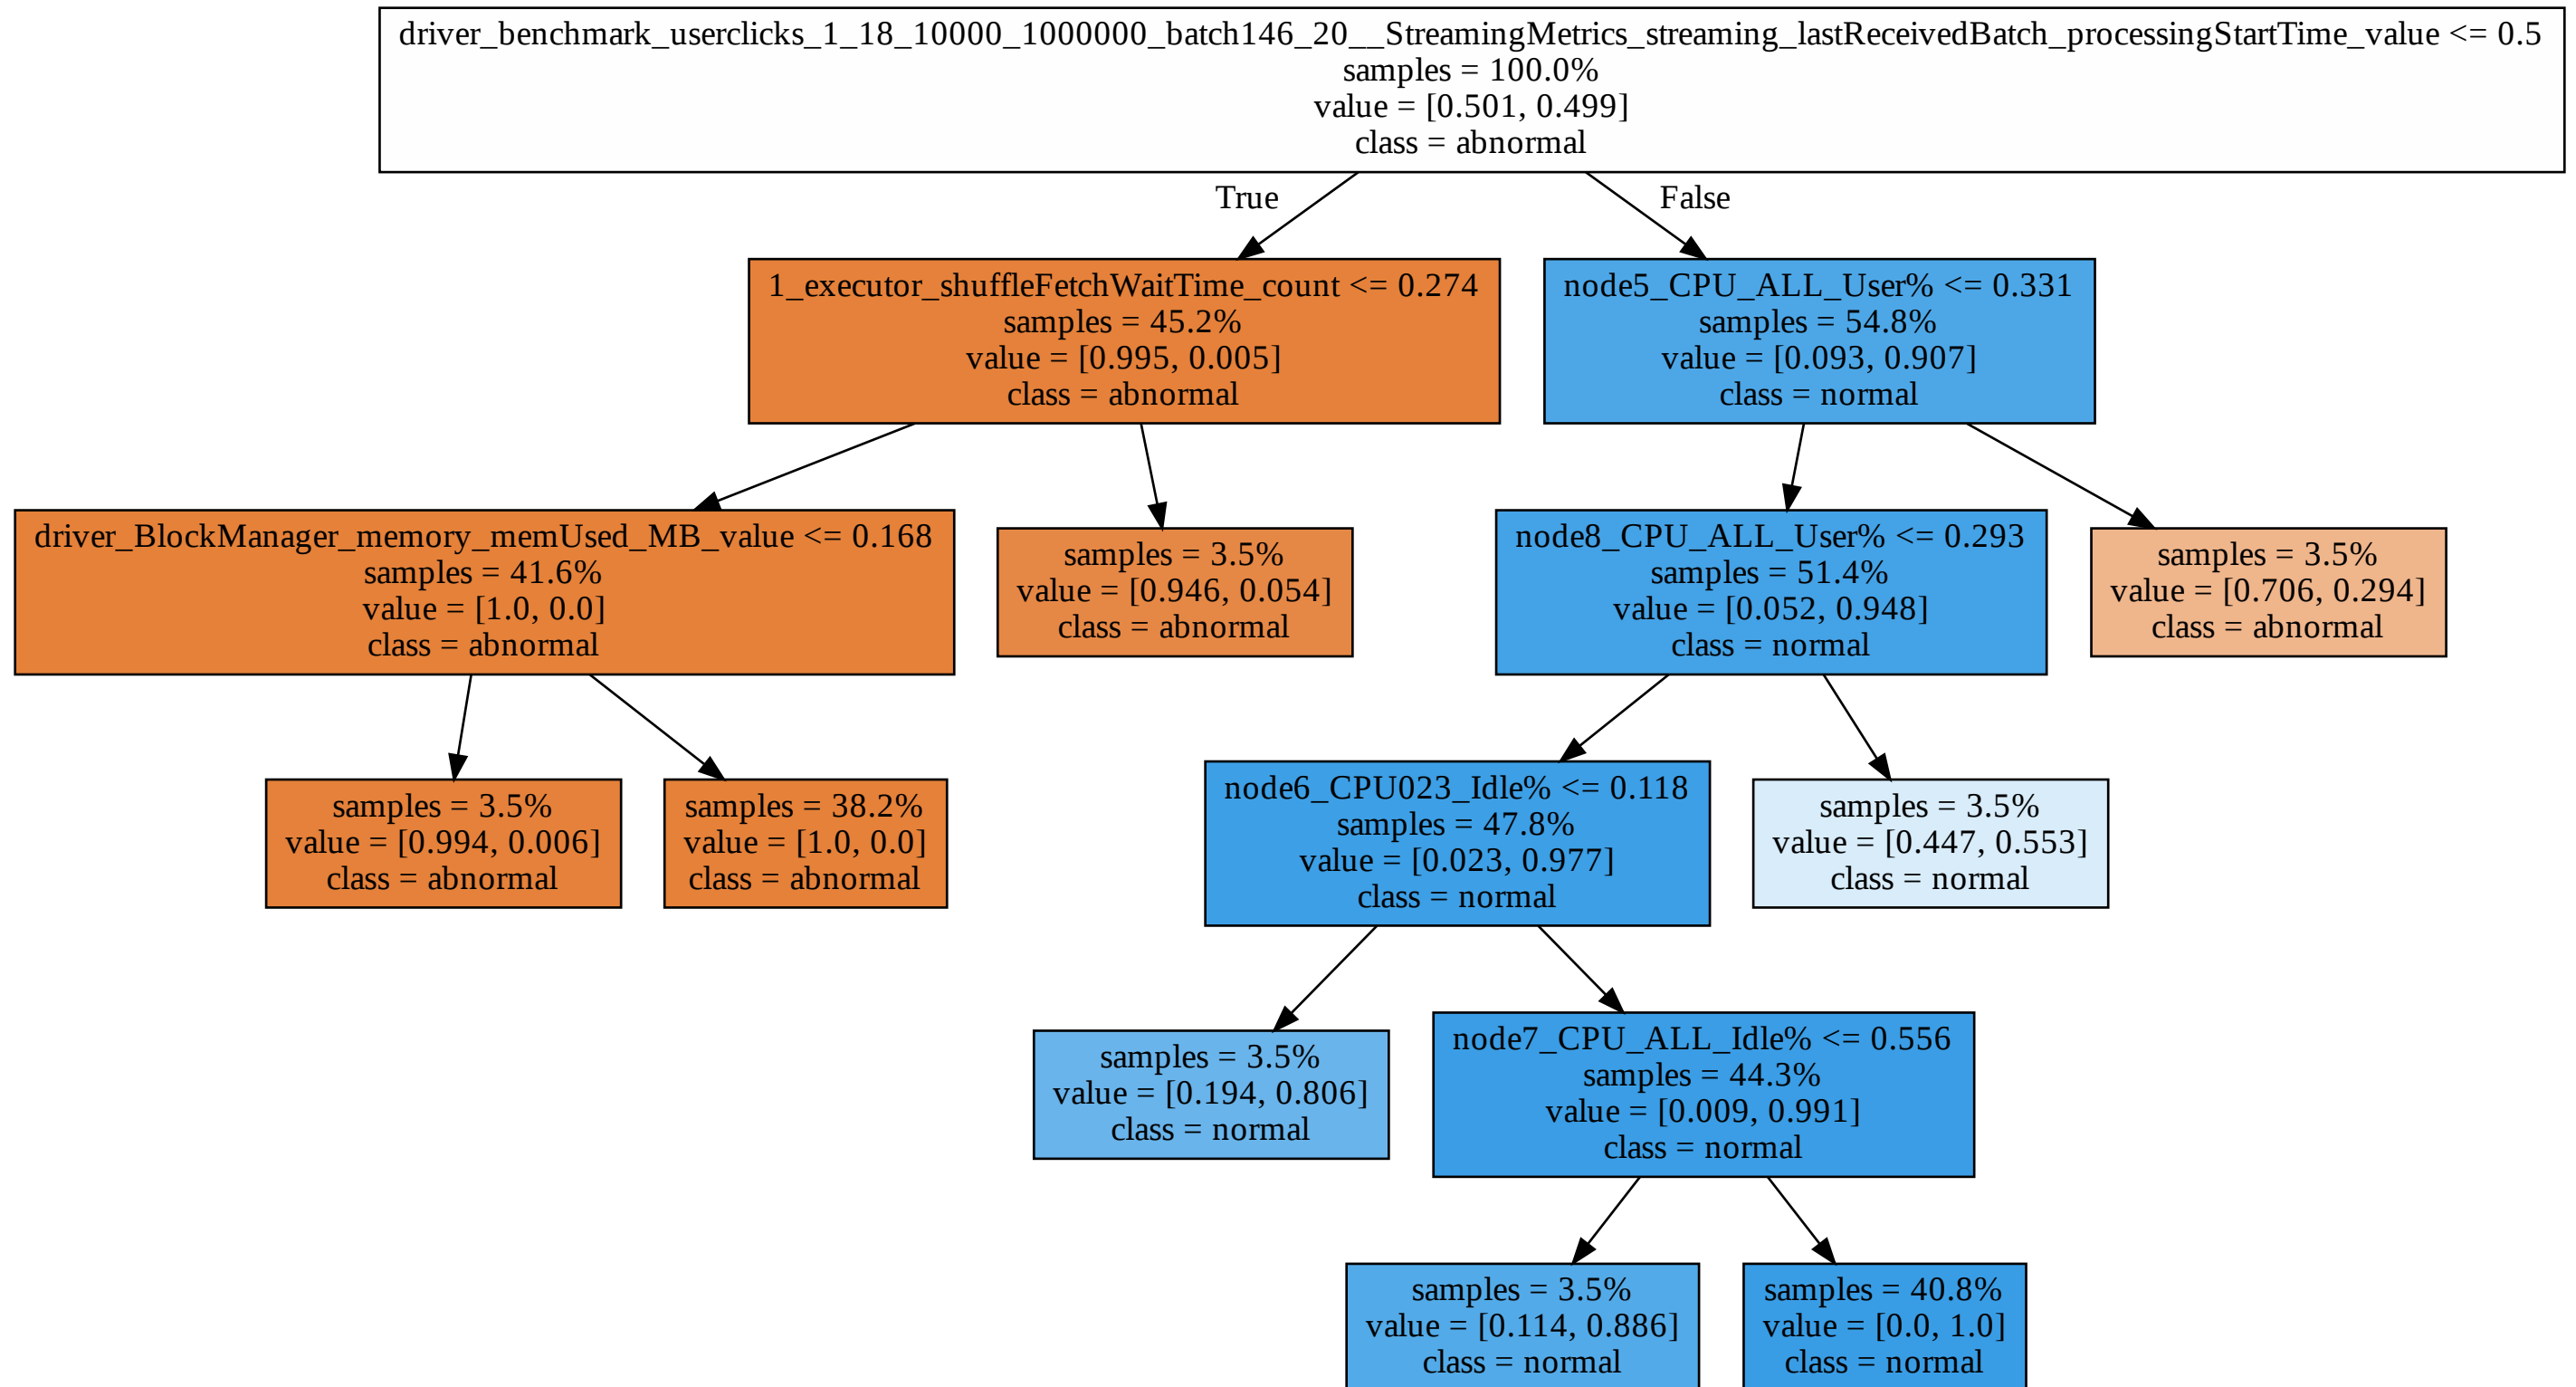 driver_benchmark_userclicks_1_18_10000_1000000_batch146_20__StreamingMetrics_streaming_lastReceivedBatch_processingStartTime_value <= 0.5
samples = 100.0%
value = [0.501, 0.499]
class = abnormal
True
False
1_executor_shuffleFetchWaitTime_count <= 0.274
samples = 45.2%
value = [0.995, 0.005]
class = abnormal
node5_CPU_ALL_User% <= 0.331
samples = 54.8%
value = [0.093, 0.907]
class = normal
driver_BlockManager_memory_memUsed_MB_value <= 0.168
samples = 41.6%
value = [1.0, 0.0]
class = abnormal
samples = 3.5%
value = [0.946, 0.054]
class = abnormal
node8_CPU_ALL_User% <= 0.293
samples = 51.4%
value = [0.052, 0.948]
class = normal
samples = 3.5%
value = [0.706, 0.294]
class = abnormal
samples = 3.5%
value = [0.994, 0.006]
class = abnormal
samples = 38.2%
value = [1.0, 0.0]
class = abnormal
node6_CPU023_Idle% <= 0.118
samples = 47.8%
value = [0.023, 0.977]
class = normal
samples = 3.5%
value = [0.447, 0.553]
class = normal
samples = 3.5%
value = [0.194, 0.806]
class = normal
node7_CPU_ALL_Idle% <= 0.556
samples = 44.3%
value = [0.009, 0.991]
class = normal
samples = 3.5%
value = [0.114, 0.886]
class = normal
samples = 40.8%
value = [0.0, 1.0]
class = normal